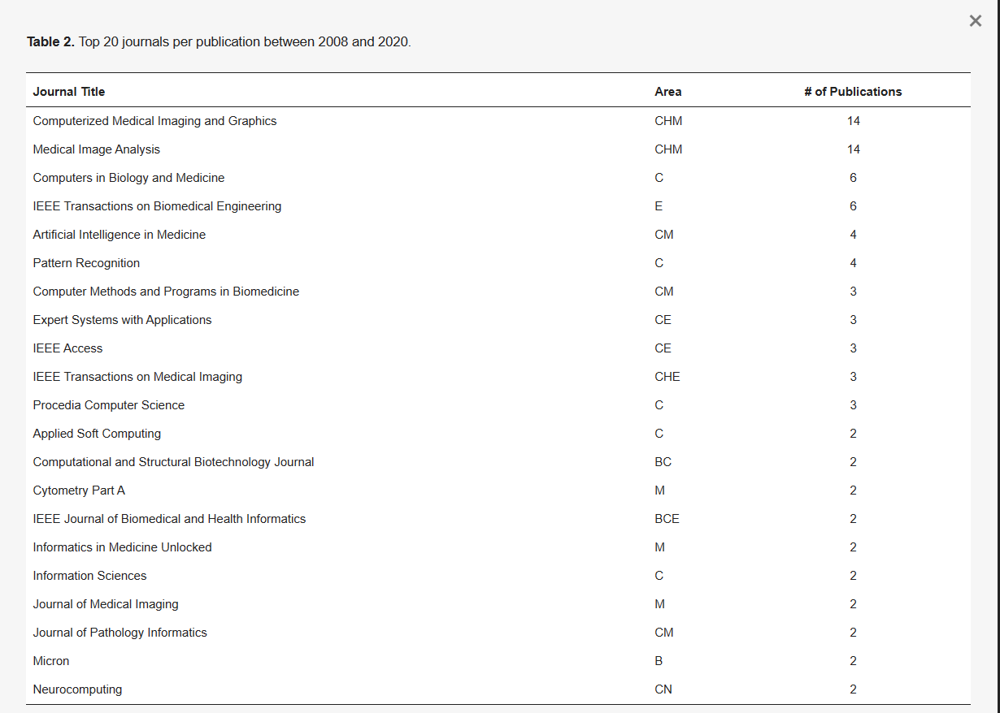 Table 2. Top 20 journals per publication between 2008 and 2020.
Journal Title Area # of Publications
Computerized Medical Imaging and Graphics CHM 14
Medical Image Analysis CHM 14
Computers in Biology and Medicine C 6
IEEE Transactions on Biomedical Engineering E 6
Artificial Intelligence in Medicine CM 4
Pattern Recognition C 4
Computer Methods and Programs in Biomedicine CM 3
Expert Systems with Applications CE 3
IEEE Access CE 3
IEEE Transactions on Medical Imaging CHE 3
Procedia Computer Science C 3
Applied Soft Computing C 2
Computational and Structural Biotechnology Journal BC 2
Cytometry Part A M 2
IEEE Journal of Biomedical and Health Informatics BCE 2
Informatics in Medicine Unlocked M 2
Information Sciences C 2
Journal of Medical Imaging M 2
Journal of Pathology Informatics CM 2
Micron B 2
Neurocomputing CN 2